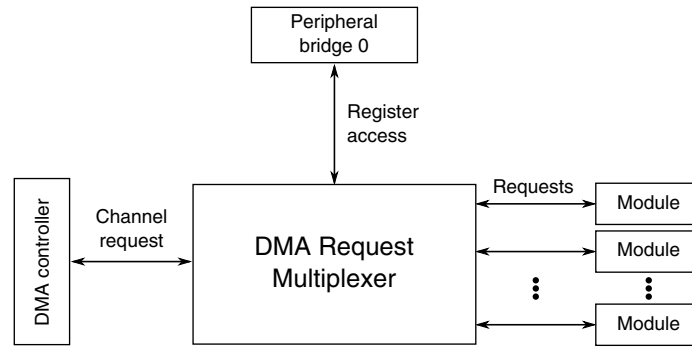 Peripheral
bridge 0
Register
access
Requests
Module
Channel
request
DMA controller
DMA Request
Multiplexer
Module
Module